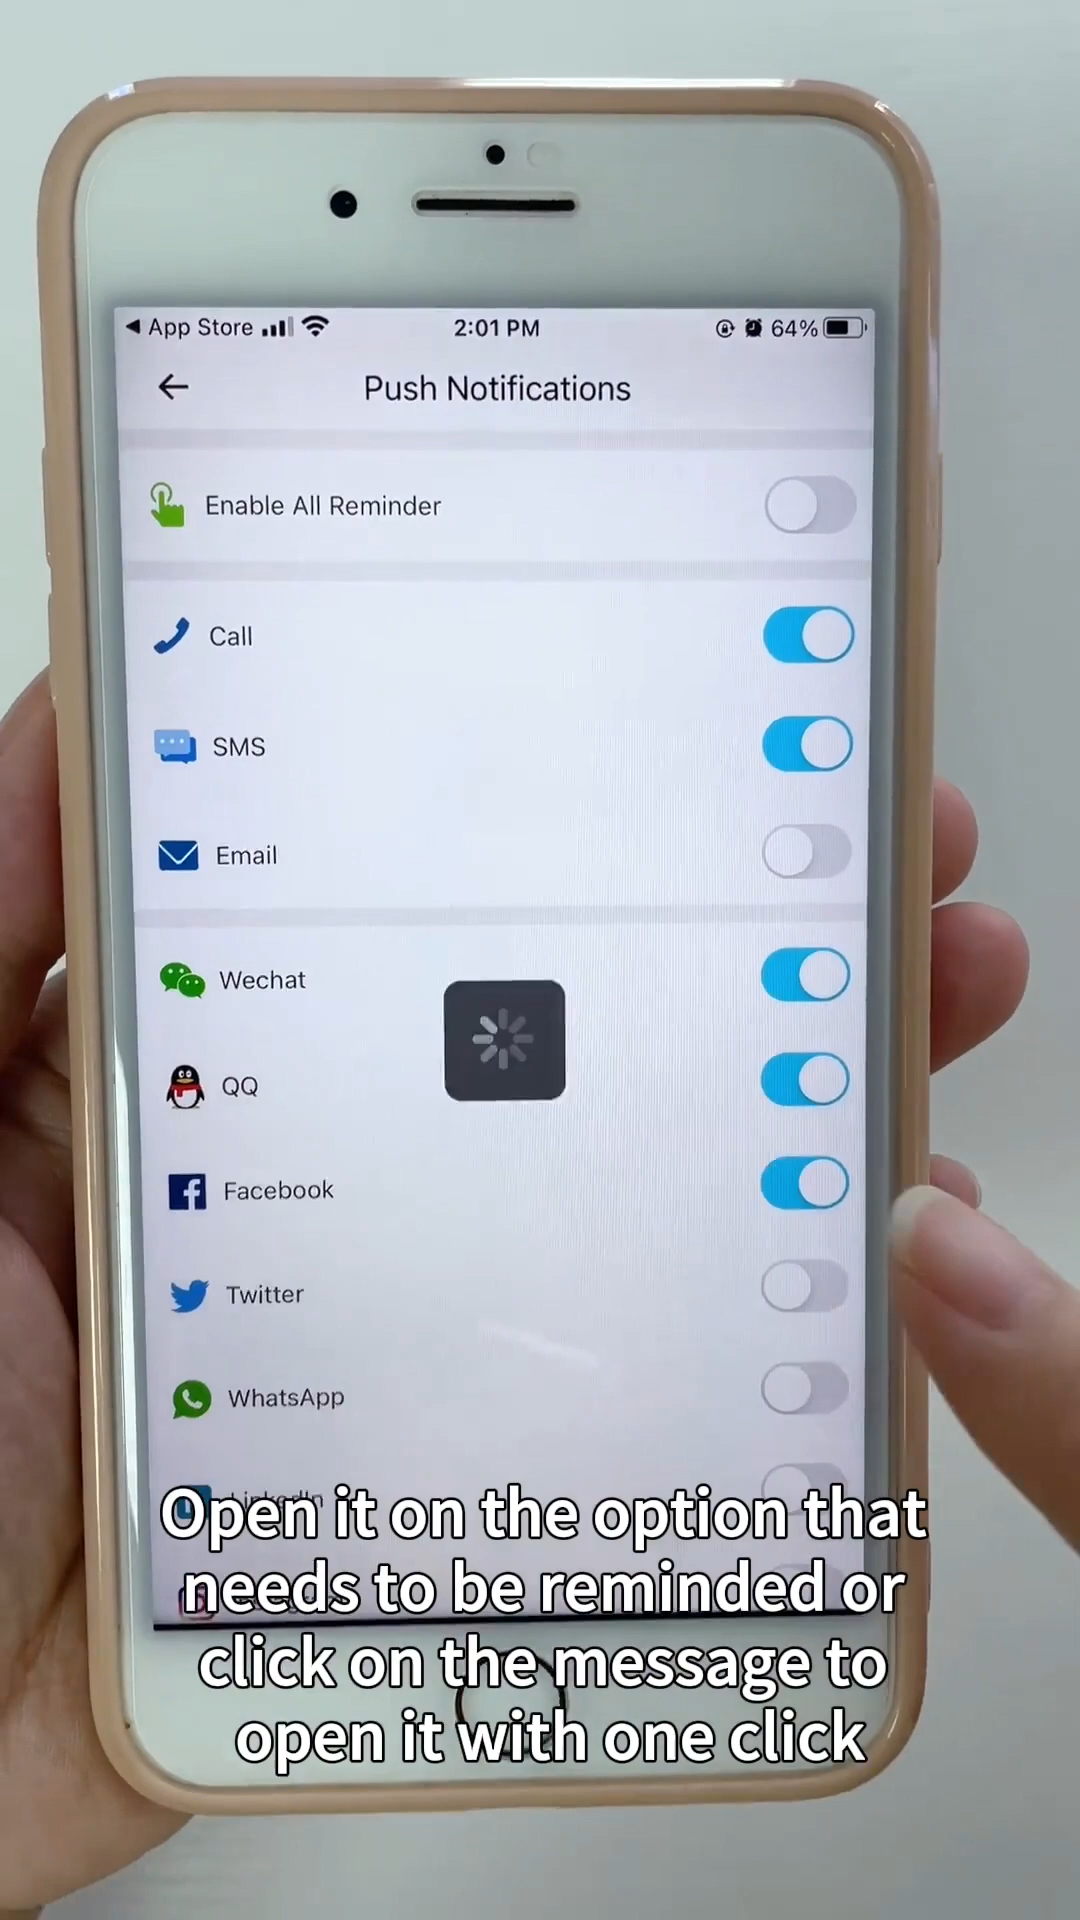 App Store
2:01 PM
64%
Push Notifications
Enable All Reminder
Call
SMS
Email
Wechat
QQ
Facebook
Twitter
WhatsApp
LinkedIn
Open it on the option that
needs to be reminded or
click on the message to
open it with one click